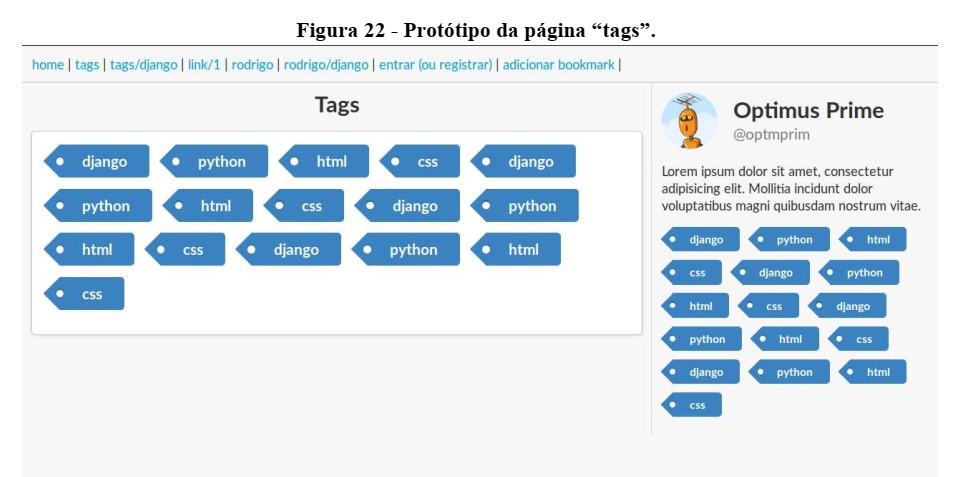 Figura 22 - Protótipo da página “tags”.
home | tags | tags/django | link/1 | rodrigo | rodrigo/django | entrar (ou registrar) | adicionar bookmark |
Tags
django python html css django
python html css django python
html css django python html
css
Optimus Prime
@optmprim
Lorem ipsum dolor sit amet, consectetur
adipisicing elit. Mollitia incidunt dolor
voluptatibus magni quibusdam nostrum vitae.
django python html
css django python
html css django
python html css
django python html
css